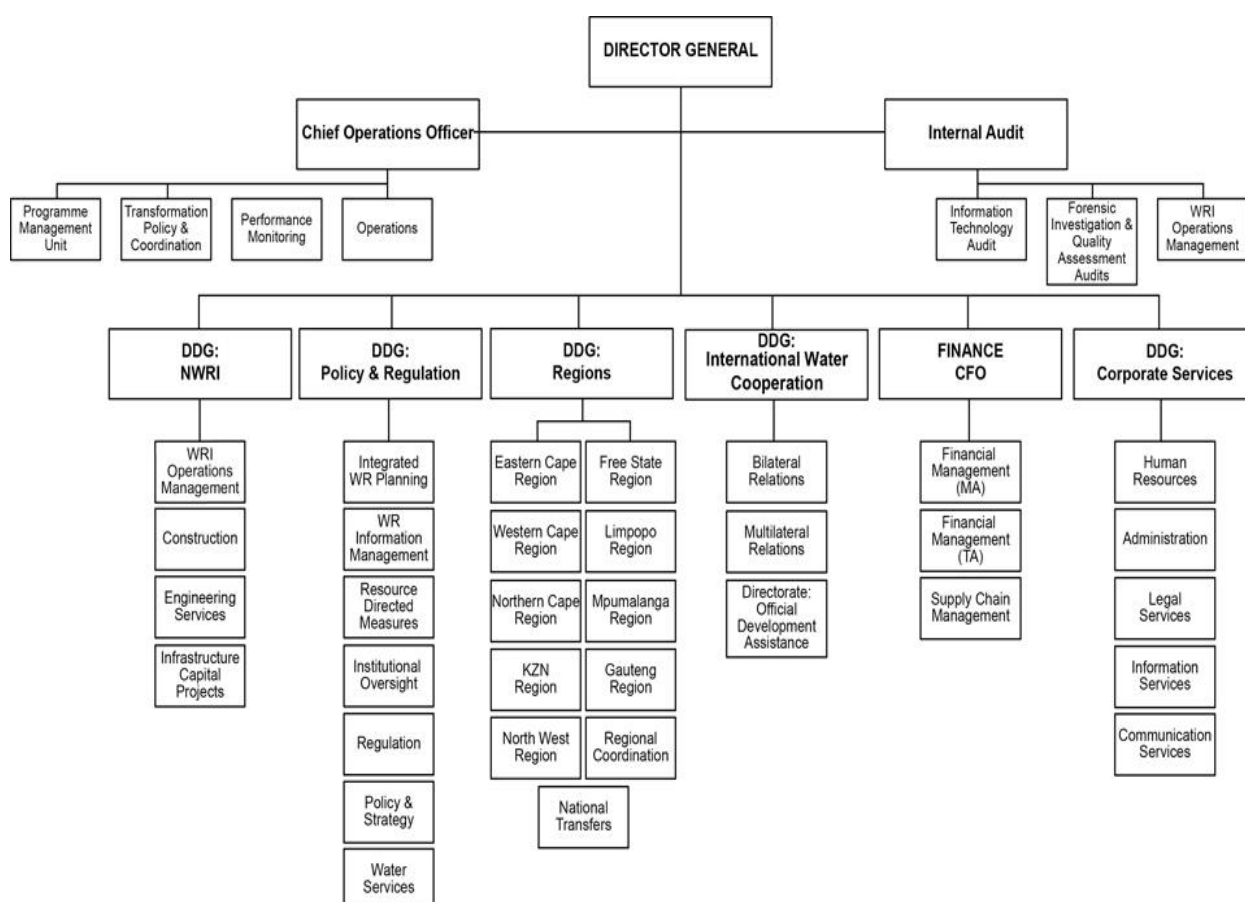 DIRECTOR GENERAL
Chief Operations Officer
Internal Audit
Programme
Management
Unit
Transformation
Policy &
Coordination
Performance
Monitoring
Operations
Information
Technology
Audit
Forensic
Investigation &
Quality
Assessment
Audits
WRI
Operations
Management
DDG:
NWRI
DDG:
Policy & Regulation
DDG:
Regions
DDG:
International Water
Cooperation
FINANCE
CFO
DDG:
Corporate Services
WRI
Operations
Management
Construction
Engineering
Services
Infrastructure
Capital
Projects
Integrated
WR Planning
WR
Information
Management
Resource
Directed
Measures
Institutional
Oversight
Regulation
Policy &
Strategy
Water
Services
Eastern Cape
Region
Free State
Region
Western Cape
Region
Limpopo
Region
Northern Cape
Region
Mpumalanga
Region
KZN
Region
Gauteng
Region
North West
Region
Regional
Coordination
National
Transfers
Bilateral
Relations
Multilateral
Relations
Directorate:
Official
Development
Assistance
Financial
Management
(MA)
Financial
Management
(TA)
Supply Chain
Management
Human
Resources
Administration
Legal
Services
Information
Services
Communication
Services